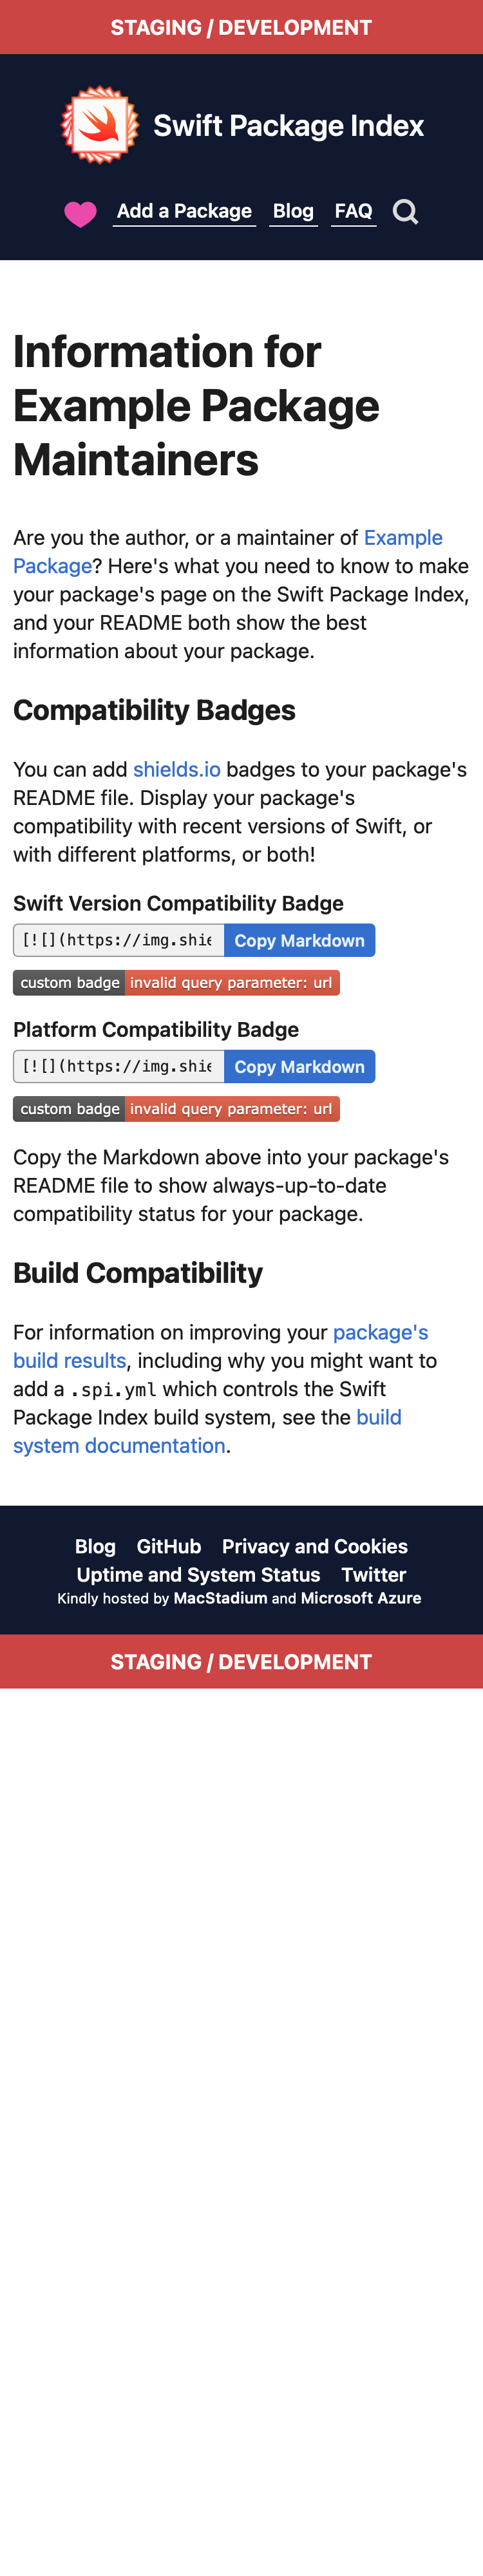 STAGING / DEVELOPMENT
Swift Package Index
Add a Package Blog FAQ
Information for
Example Package
Maintainers
Are you the author, or a maintainer of Example
Package? Here's what you need to know to make
your package's page on the Swift Package Index,
and your README both show the best
information about your package.
Compatibility Badges
You can add shields.io badges to your package's
README file. Display your package's
compatibility with recent versions of Swift, or
with different platforms, or both!
Swift Version Compatibility Badge
[![](https://img.shie Copy Markdown
custom badge invalid query parameter: url
Platform Compatibility Badge
[![](https://img.shie Copy Markdown
custom badge invalid query parameter: url
Copy the Markdown above into your package's
README file to show always-up-to-date
compatibility status for your package.
Build Compatibility
For information on improving your package's
build results, including why you might want to
add a .spi.yml which controls the Swift
Package Index build system, see the build
system documentation.
Blog GitHub Privacy and Cookies
Uptime and System Status Twitter
Kindly hosted by MacStadium and Microsoft Azure
STAGING / DEVELOPMENT